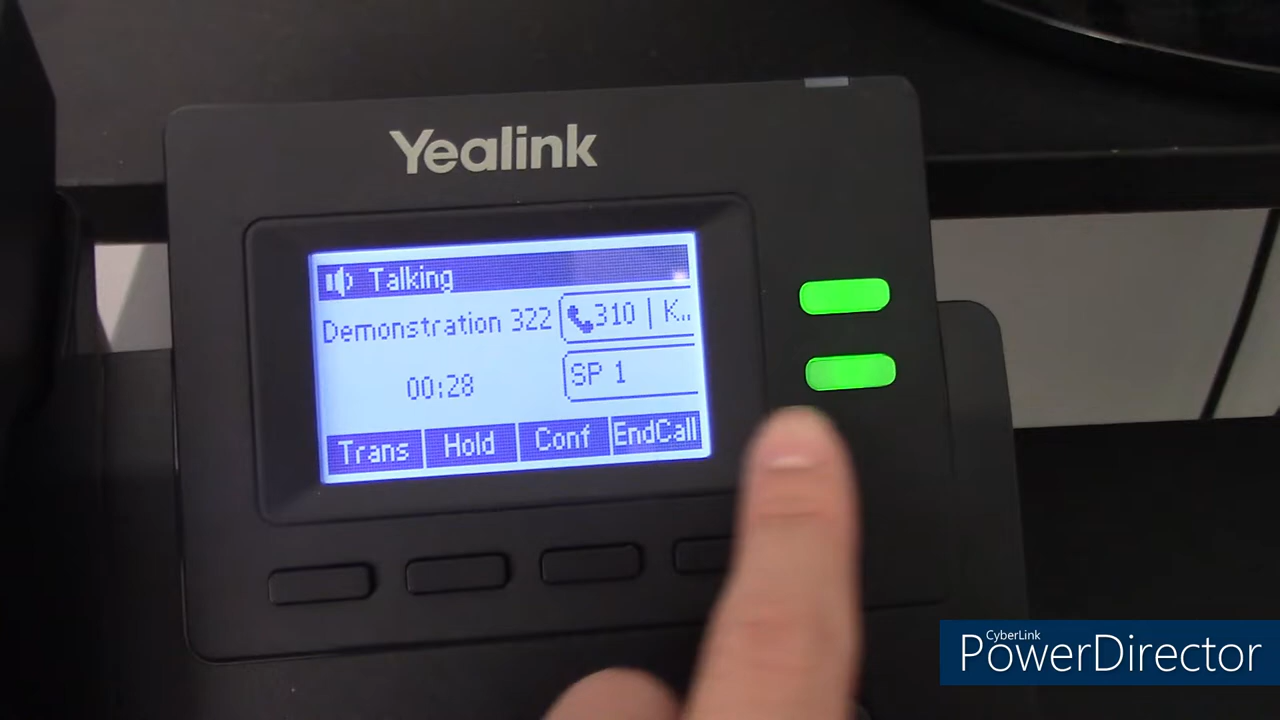 Yealink
Talking
Demonstration 322
310 | K..
00:28
SP 1
Trans
Hold
Conf
EndCall
CyberLink
PowerDirector